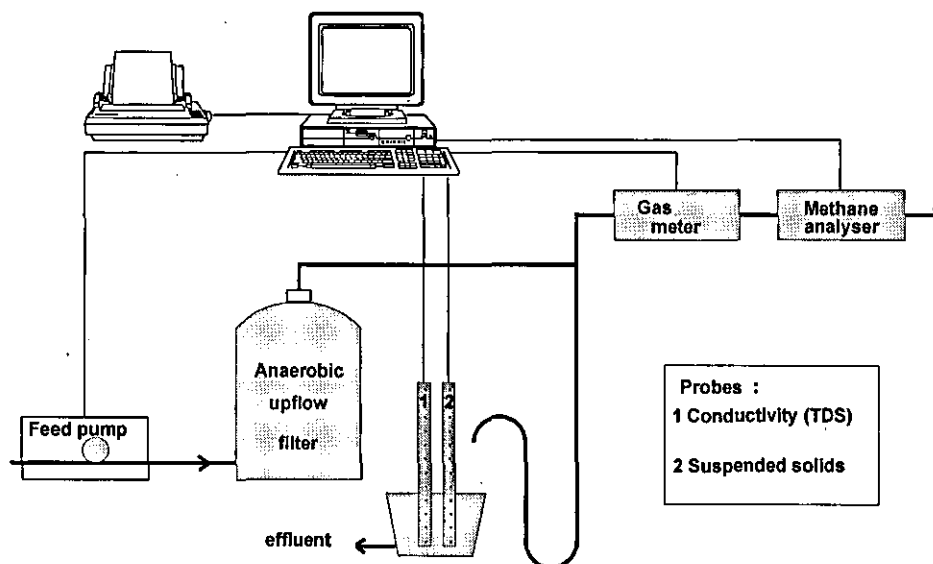 Gas
meter
Methane
analyser
Anaerobic
upflow
filter
1 2
Feed pump
Probes :
1 Conductivity (TDS)
2 Suspended solids
effluent